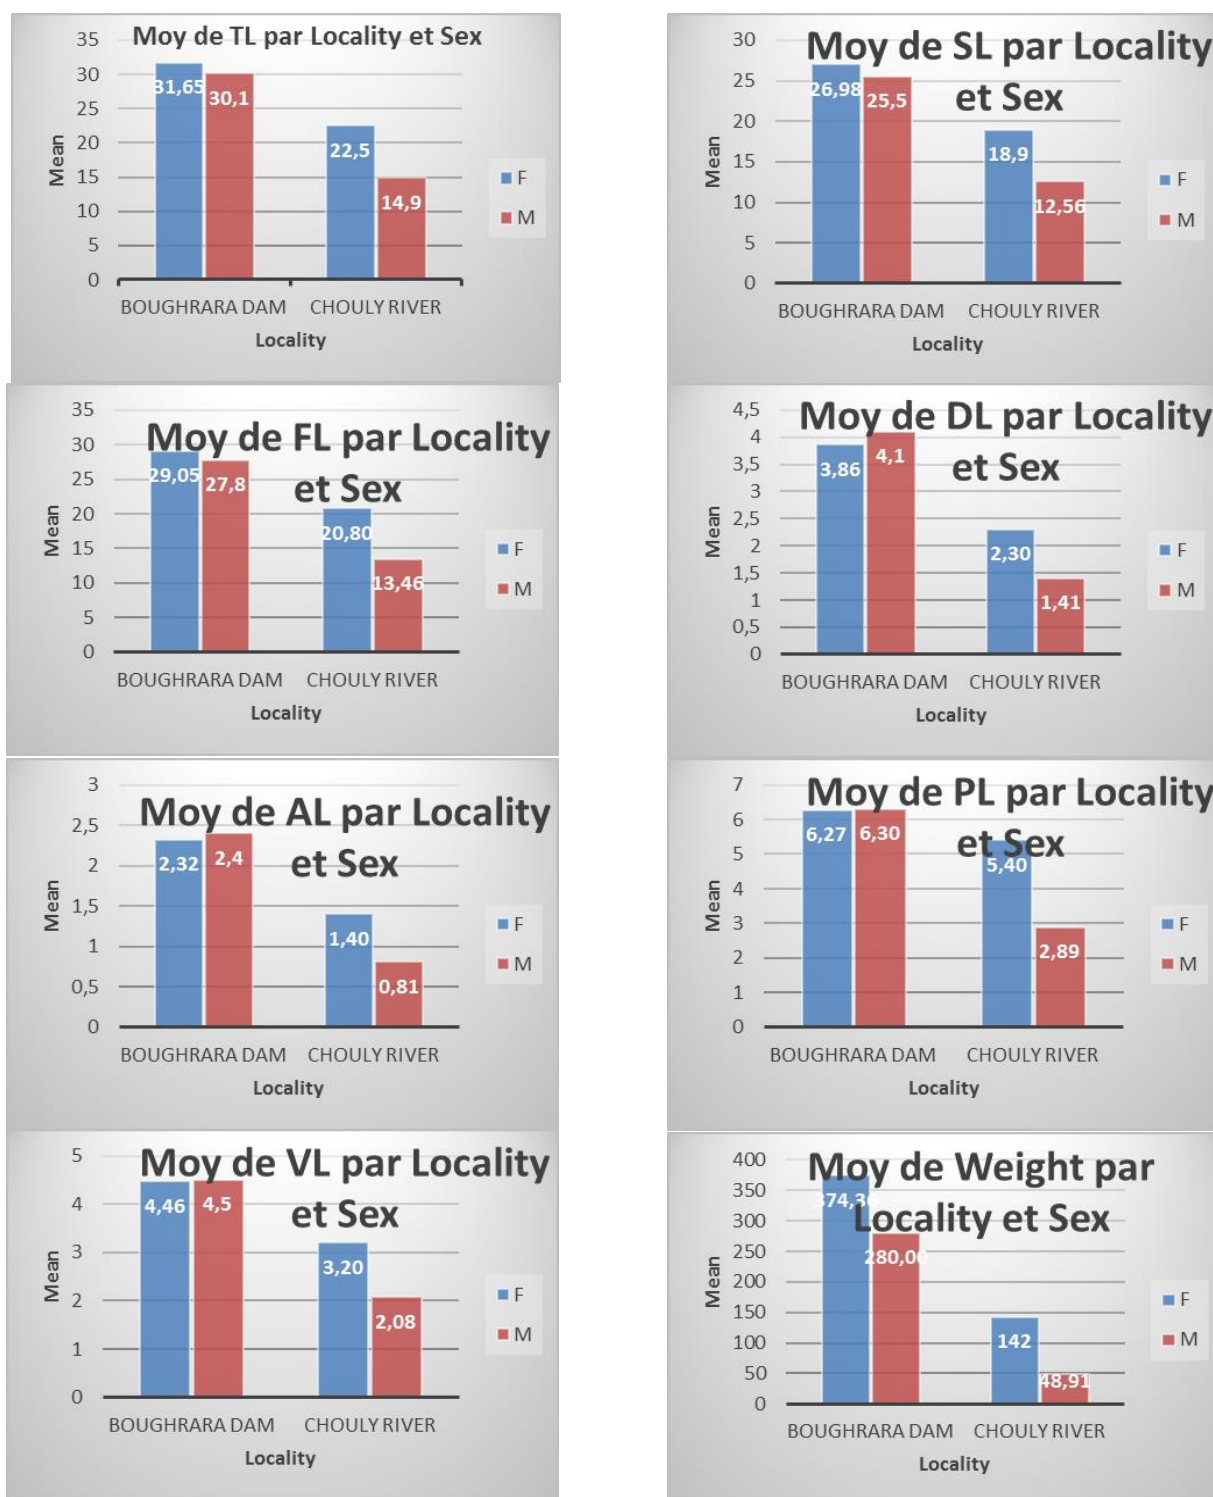 Moy de TL par Locality et Sex
35
30
25
20
15
10
5
0
Mean
31,65
30,1
22,5
14,9
BOUGHRARA DAM
CHOULY RIVER
Locality
F
M
Moy de SL par Locality
et Sex
30
25
20
15
10
5
0
Mean
26,98
25,5
18,9
12,56
BOUGHRARA DAM
CHOULY RIVER
Locality
F
M
Moy de FL par Locality
et Sex
35
30
25
20
15
10
5
0
Mean
29,05
27,8
20,80
13,46
BOUGHRARA DAM
CHOULY RIVER
Locality
F
M
Moy de DL par Locality
et Sex
4,5
4
3,5
3
2,5
2
1,5
1
0,5
0
Mean
3,86
4,1
2,30
1,41
BOUGHRARA DAM
CHOULY RIVER
Locality
F
M
Moy de AL par Locality
et Sex
3
2,5
2
1,5
1
0,5
0
Mean
2,32
2,4
1,40
0,81
BOUGHRARA DAM
CHOULY RIVER
Locality
F
M
Moy de PL par Locality
et Sex
7
6
5
4
3
2
1
0
Mean
6,27
6,30
5,40
2,89
BOUGHRARA DAM
CHOULY RIVER
Locality
F
M
Moy de VL par Locality
et Sex
5
4
3
2
1
0
Mean
4,46
4,5
3,20
2,08
BOUGHRARA DAM
CHOULY RIVER
Locality
F
M
Moy de Weight par
Locality et Sex
400
350
300
250
200
150
100
50
0
Mean
374,36
280,00
142
48,91
BOUGHRARA DAM
CHOULY RIVER
Locality
F
M